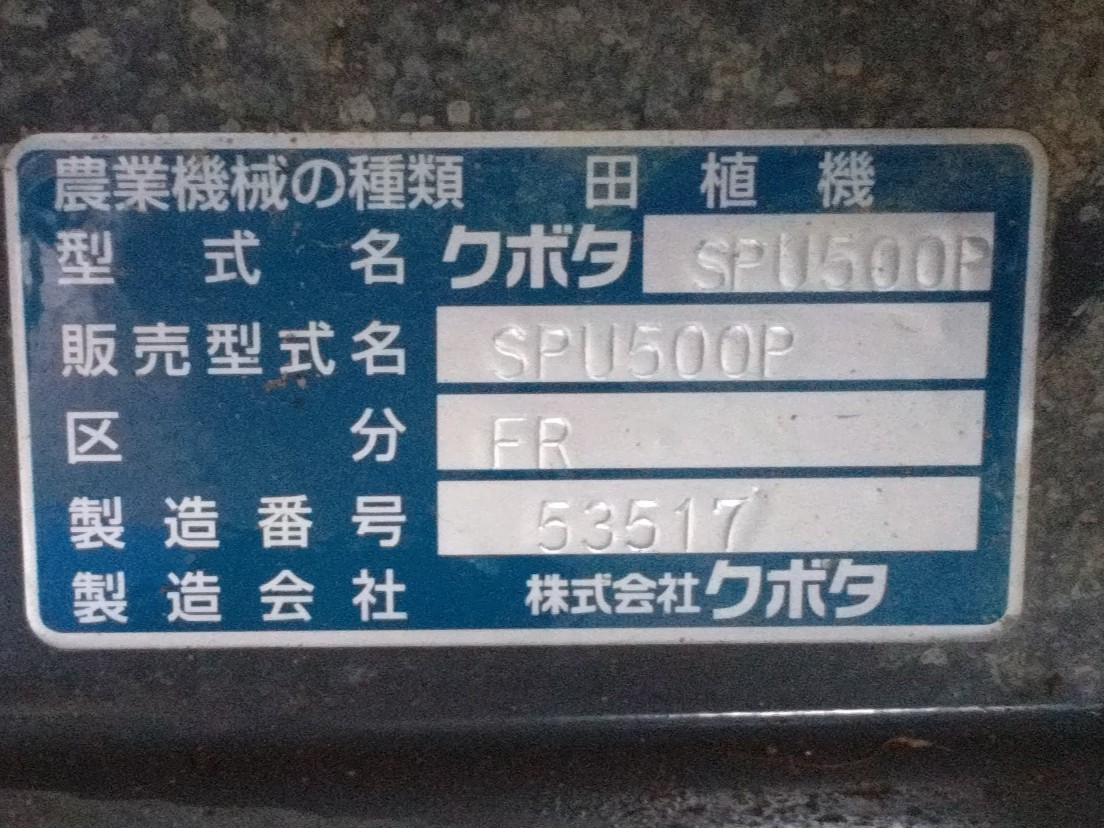 農業機械の種類 田植機
型式名 クボタ SPU500P
販売型式名 SPU500P
区分 FR
製造番号 53517
製造会社 株式会社クボタ